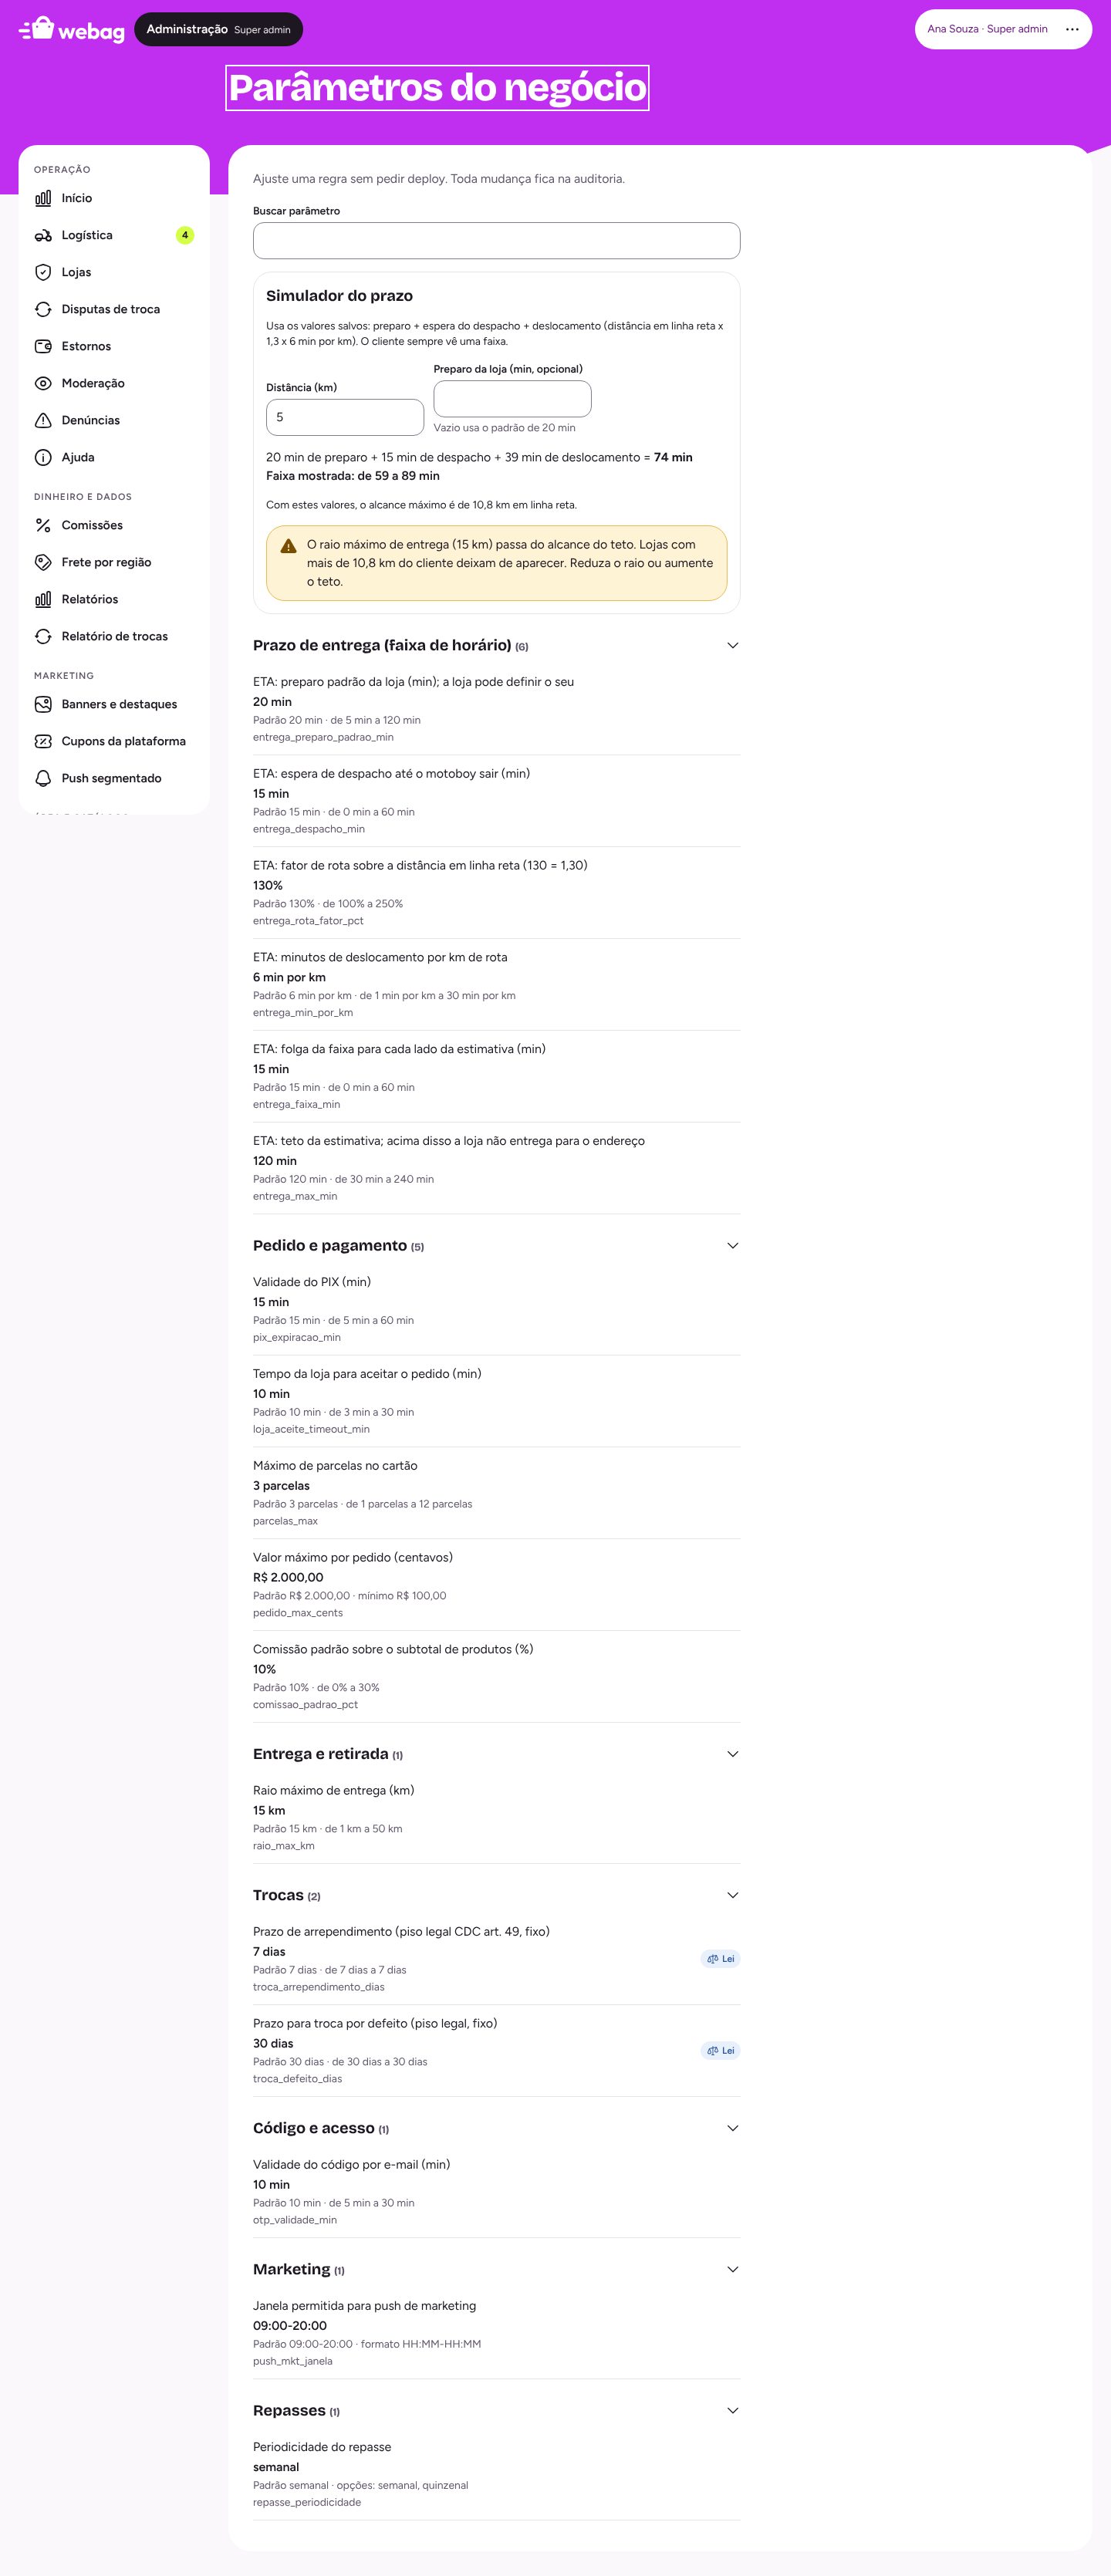 webag
Administração Super admin
Ana Souza · Super admin
Parâmetros do negócio
OPERAÇÃO
Início
Logística 4
Lojas
Disputas de troca
Estornos
Moderação
Denúncias
Ajuda
DINHEIRO E DADOS
Comissões
Frete por região
Relatórios
Relatório de trocas
MARKETING
Banners e destaques
Cupons da plataforma
Push segmentado
Ajuste uma regra sem pedir deploy. Toda mudança fica na auditoria.
Buscar parâmetro
Simulador do prazo
Usa os valores salvos: preparo + espera do despacho + deslocamento (distância em linha reta x
1,3 x 6 min por km). O cliente sempre vê uma faixa.
Distância (km)
5
Preparo da loja (min, opcional)
Vazio usa o padrão de 20 min
20 min de preparo + 15 min de despacho + 39 min de deslocamento = 74 min
Faixa mostrada: de 59 a 89 min
Com estes valores, o alcance máximo é de 10,8 km em linha reta.
O raio máximo de entrega (15 km) passa do alcance do teto. Lojas com
mais de 10,8 km do cliente deixam de aparecer. Reduza o raio ou aumente
o teto.
Prazo de entrega (faixa de horário) (6)
ETA: preparo padrão da loja (min); a loja pode definir o seu
20 min
Padrão 20 min · de 5 min a 120 min
entrega_preparo_padrao_min
ETA: espera de despacho até o motoboy sair (min)
15 min
Padrão 15 min · de 0 min a 60 min
entrega_despacho_min
ETA: fator de rota sobre a distância em linha reta (130 = 1,30)
130%
Padrão 130% · de 100% a 250%
entrega_rota_fator_pct
ETA: minutos de deslocamento por km de rota
6 min por km
Padrão 6 min por km · de 1 min por km a 30 min por km
entrega_min_por_km
ETA: folga da faixa para cada lado da estimativa (min)
15 min
Padrão 15 min · de 0 min a 60 min
entrega_faixa_min
ETA: teto da estimativa; acima disso a loja não entrega para o endereço
120 min
Padrão 120 min · de 30 min a 240 min
entrega_max_min
Pedido e pagamento (5)
Validade do PIX (min)
15 min
Padrão 15 min · de 5 min a 60 min
pix_expiracao_min
Tempo da loja para aceitar o pedido (min)
10 min
Padrão 10 min · de 3 min a 30 min
loja_aceite_timeout_min
Máximo de parcelas no cartão
3 parcelas
Padrão 3 parcelas · de 1 parcelas a 12 parcelas
parcelas_max
Valor máximo por pedido (centavos)
R$ 2.000,00
Padrão R$ 2.000,00 · mínimo R$ 100,00
pedido_max_cents
Comissão padrão sobre o subtotal de produtos (%)
10%
Padrão 10% · de 0% a 30%
comissao_padrao_pct
Entrega e retirada (1)
Raio máximo de entrega (km)
15 km
Padrão 15 km · de 1 km a 50 km
raio_max_km
Trocas (2)
Prazo de arrependimento (piso legal CDC art. 49, fixo)
7 dias
Padrão 7 dias · de 7 dias a 7 dias
troca_arrependimento_dias
Lei
Prazo para troca por defeito (piso legal, fixo)
30 dias
Padrão 30 dias · de 30 dias a 30 dias
troca_defeito_dias
Lei
Código e acesso (1)
Validade do código por e-mail (min)
10 min
Padrão 10 min · de 5 min a 30 min
otp_validade_min
Marketing (1)
Janela permitida para push de marketing
09:00-20:00
Padrão 09:00-20:00 · formato HH:MM-HH:MM
push_mkt_janela
Repasses (1)
Periodicidade do repasse
semanal
Padrão semanal · opções: semanal, quinzenal
repasse_periodicidade